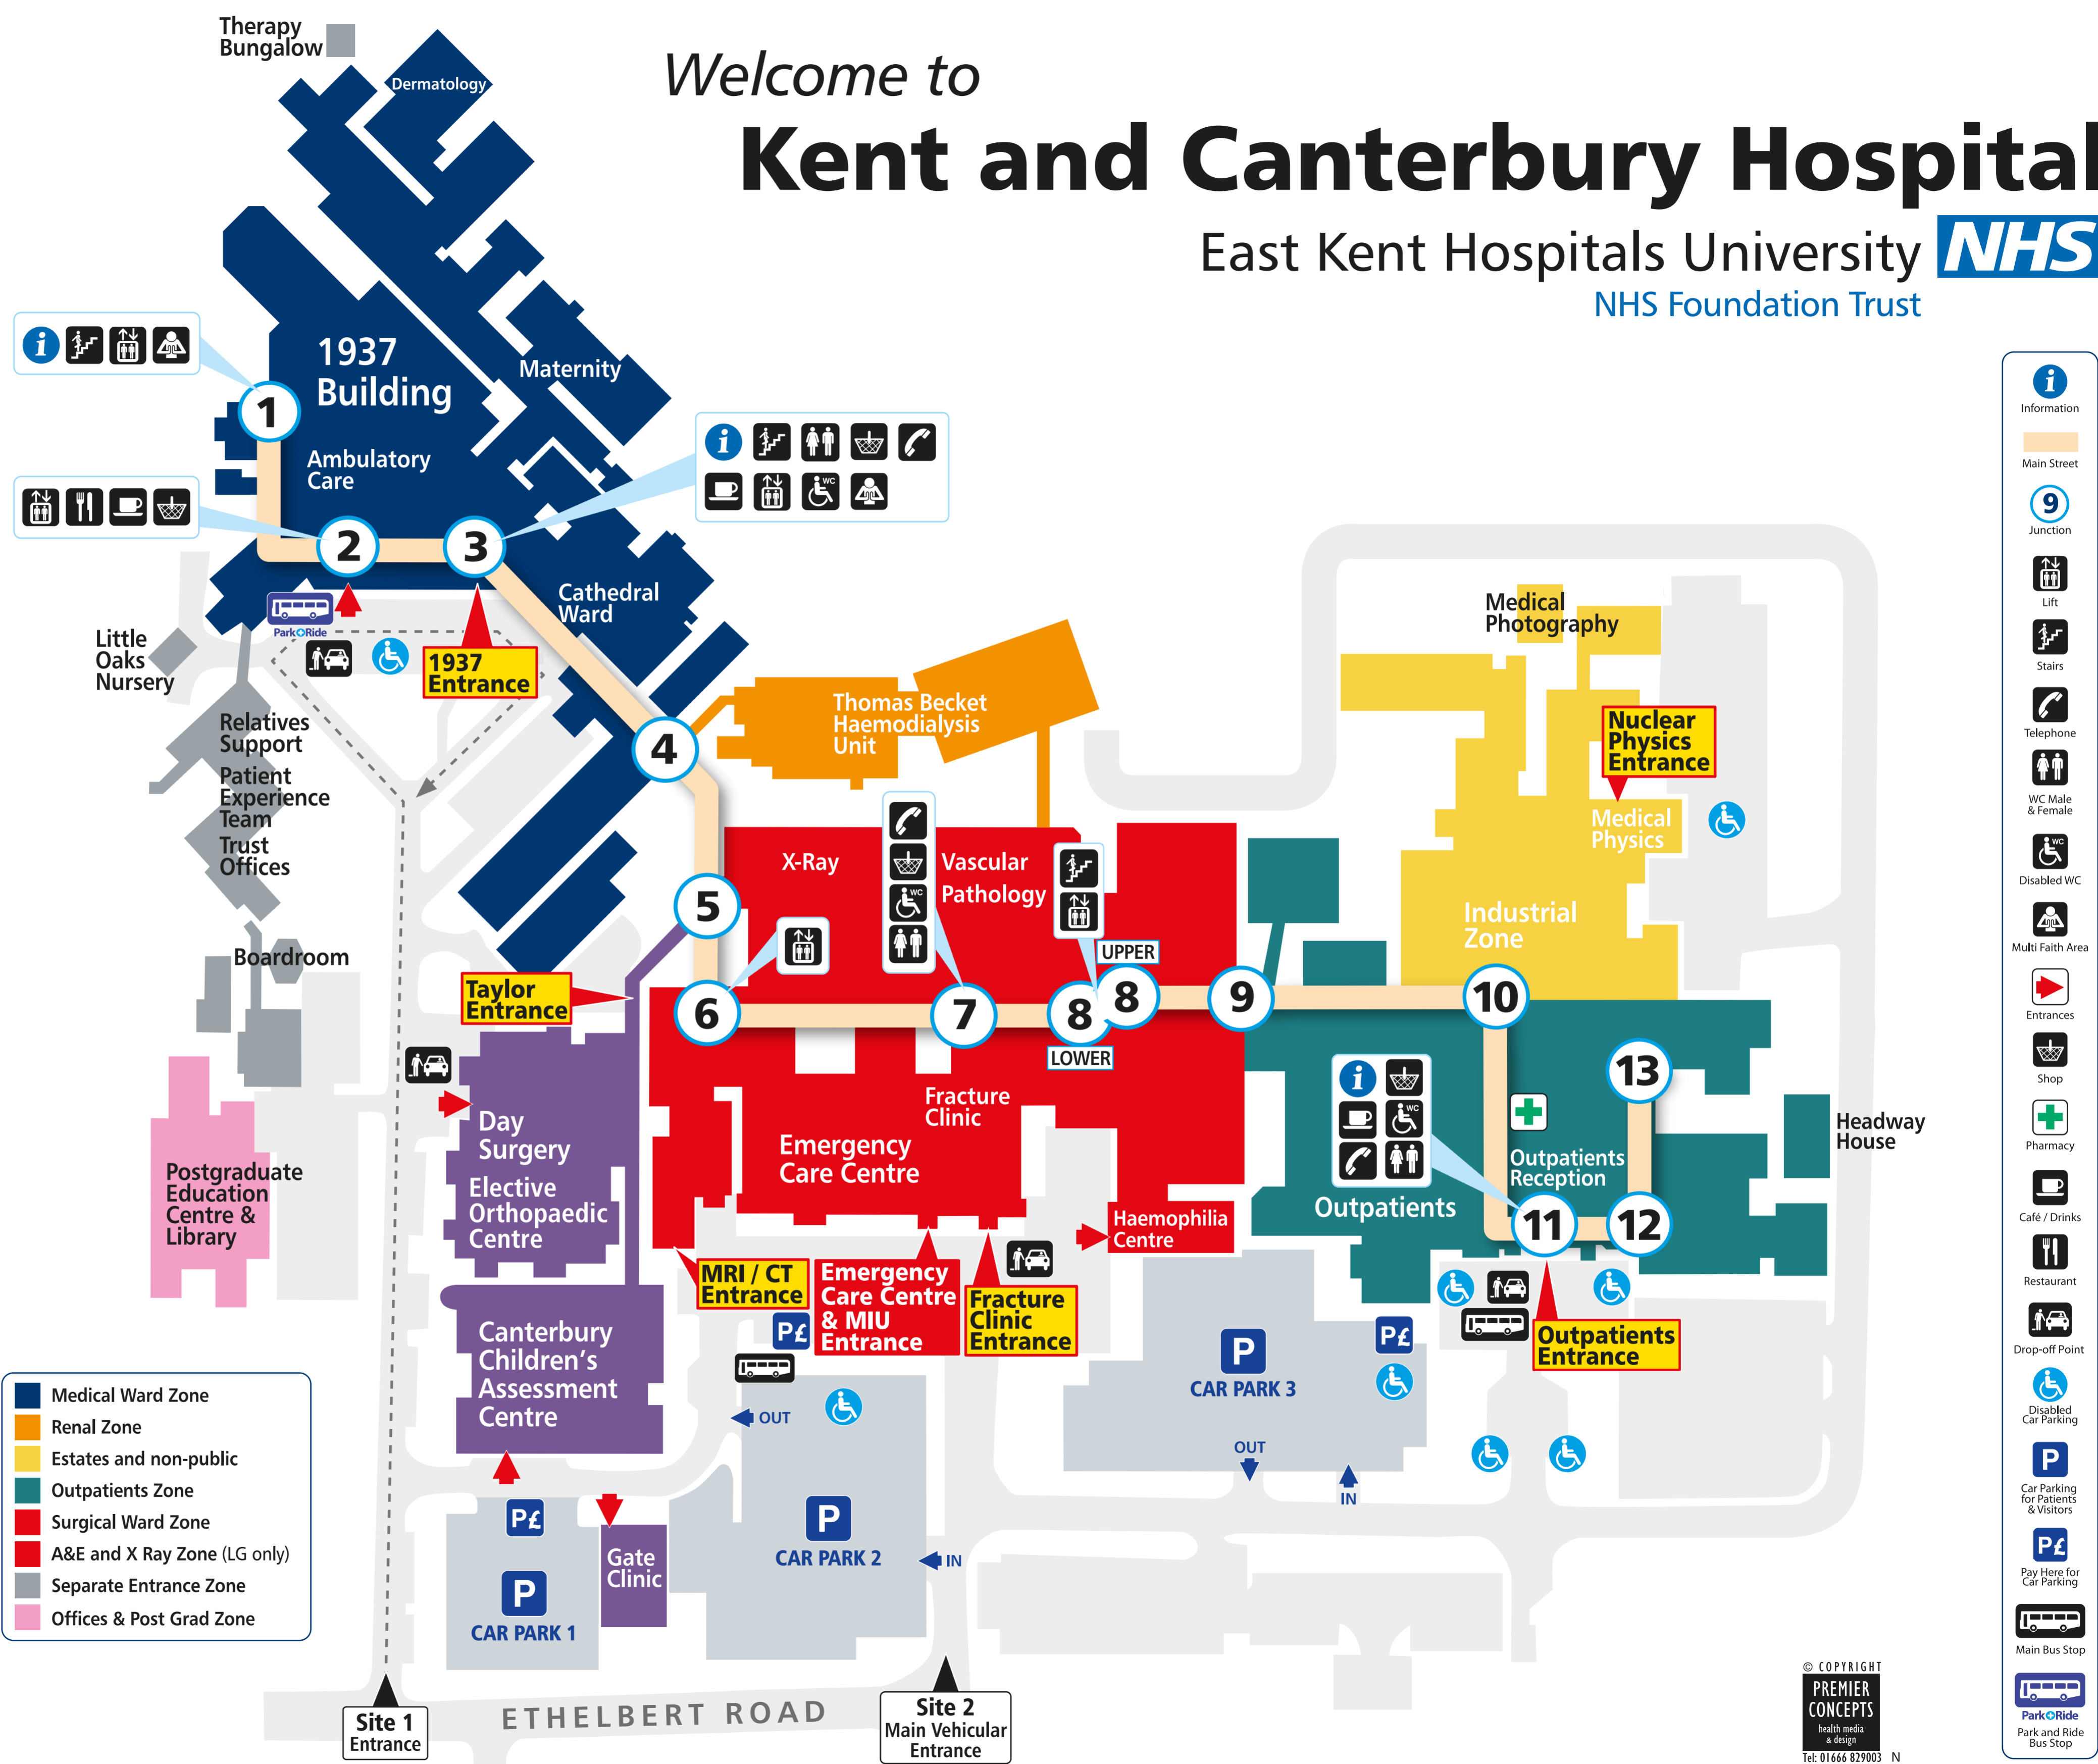 Welcome to
Kent and Canterbury Hospital
East Kent Hospitals University NHS
NHS Foundation Trust
Therapy
Bungalow
Dermatology
1937
Building
Maternity
Ambulatory
Care
1
2
3
Cathedral
Ward
Park Ride
Little
Oaks
Nursery
1937
Entrance
Relatives
Support
Patient
Experience
Team
Trust
Offices
Boardroom
4
Thomas Becket
Haemodialysis
Unit
5
X-Ray
Vascular
Pathology
WC
WC
6
7
8
LOWER
UPPER
8
9
10
Medical
Photography
Nuclear
Physics
Entrance
Medical
Physics
Industrial
Zone
13
Headway
House
WC
Outpatients
Reception
Outpatients
11
12
Outpatients
Entrance
Taylor
Entrance
Day
Surgery
Elective
Orthopaedic
Centre
Fracture
Clinic
Emergency
Care Centre
Haemophilia
Centre
MRI / CT
Entrance
Emergency
Care Centre
& MIU
Entrance
Fracture
Clinic
Entrance
Postgraduate
Education
Centre &
Library
Canterbury
Children's
Assessment
Centre
P£
OUT
P
CAR PARK 2
IN
P
CAR PARK 3
P£
OUT
IN
P£
P
CAR PARK 1
Gate
Clinic
Site 1
Entrance
ETHELBERT ROAD
Site 2
Main Vehicular
Entrance
Medical Ward Zone
Renal Zone
Estates and non-public
Outpatients Zone
Surgical Ward Zone
A&E and X Ray Zone (LG only)
Separate Entrance Zone
Offices & Post Grad Zone
Information
Main Street
9
Junction
Lift
Stairs
Telephone
WC Male
& Female
WC
Disabled WC
Multi Faith Area
Entrances
Shop
Pharmacy
Café / Drinks
Restaurant
Drop-off Point
Disabled
Car Parking
P
Car Parking
for Patients
& Visitors
P£
Pay Here for
Car Parking
Main Bus Stop
Park Ride
Park and Ride
Bus Stop
© COPYRIGHT
PREMIER
CONCEPTS
health media
& design
Tel: 01666 829003 N